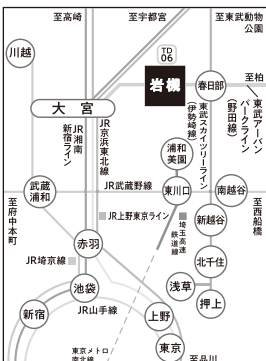 至高崎
至宇都宮
至東武動物
公園
川越
TD
06
岩槻
春日部
至柏
大宮
東武アーバン
パークライン
(野田線)
東武スカイツリーライン
(伊勢崎線)
JR湘南
新宿ライン
JR京浜東北線
浦和
美園
JR武蔵野線
武蔵
浦和
東川口
南越谷
至府中本町
至西船橋
JR上野東京ライン
埼玉高速
鉄道線
新越谷
赤羽
JR埼京線
北千住
池袋
浅草
押上
JR山手線
新宿
上野
東京
東京メトロ
南北線
至品川